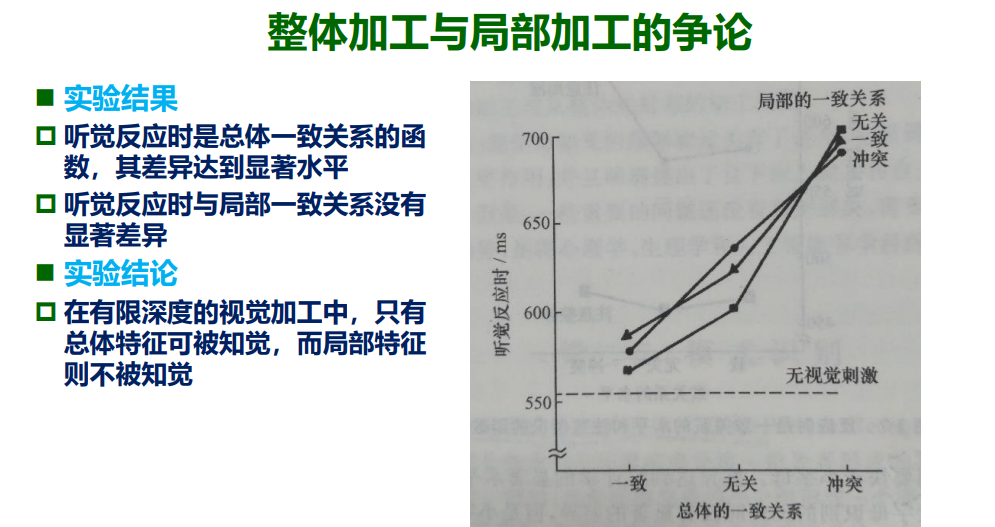 整体加工与局部加工的争论
实验结果
听觉反应时是总体一致关系的函
数，其差异达到显著水平
听觉反应时与局部一致关系没有
显著差异
实验结论
在有限深度的视觉加工中，只有
总体特征可被知觉，而局部特征
则不被知觉
局部的一致关系
无关
一致
冲突
700
650
600
550
听觉反应时 / ms
无视觉刺激
一致
无关
冲突
总体的一致关系